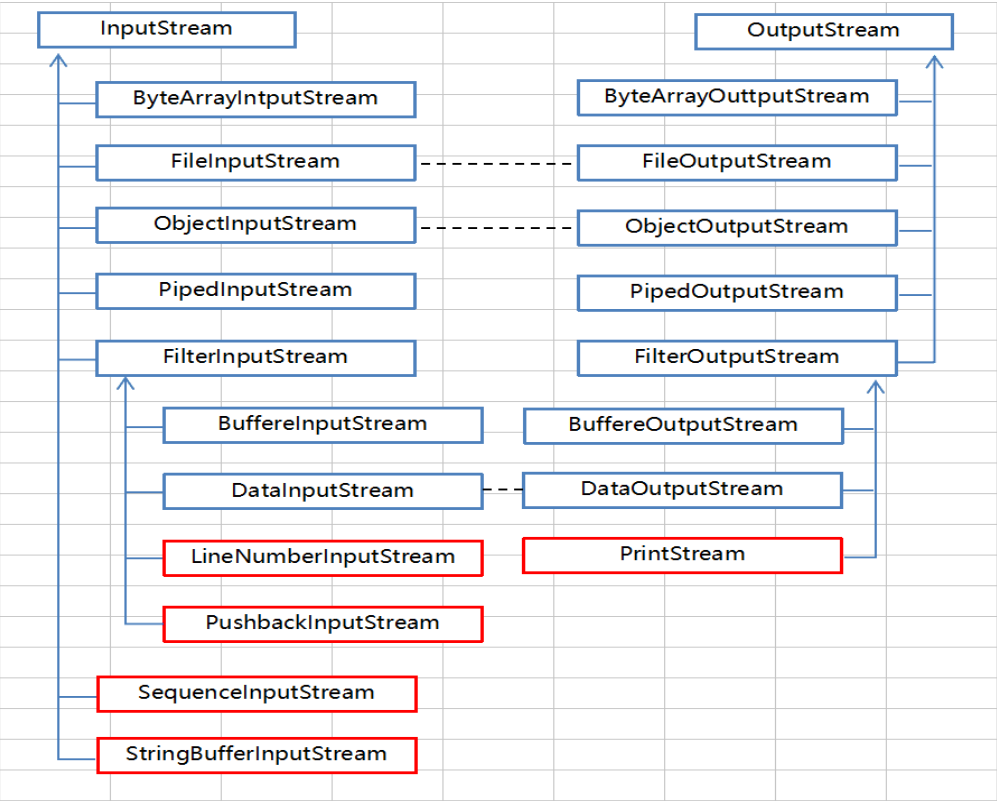 InputStream
OutputStream
ByteArrayIntputStream
ByteArrayOuttputStream
FileInputStream
FileOutputStream
ObjectInputStream
ObjectOutputStream
PipedInputStream
PipedOutputStream
FilterInputStream
FilterOutputStream
BuffereInputStream
BuffereOutputStream
DataInputStream
DataOutputStream
LineNumberInputStream
PrintStream
PushbackInputStream
SequenceInputStream
StringBufferInputStream